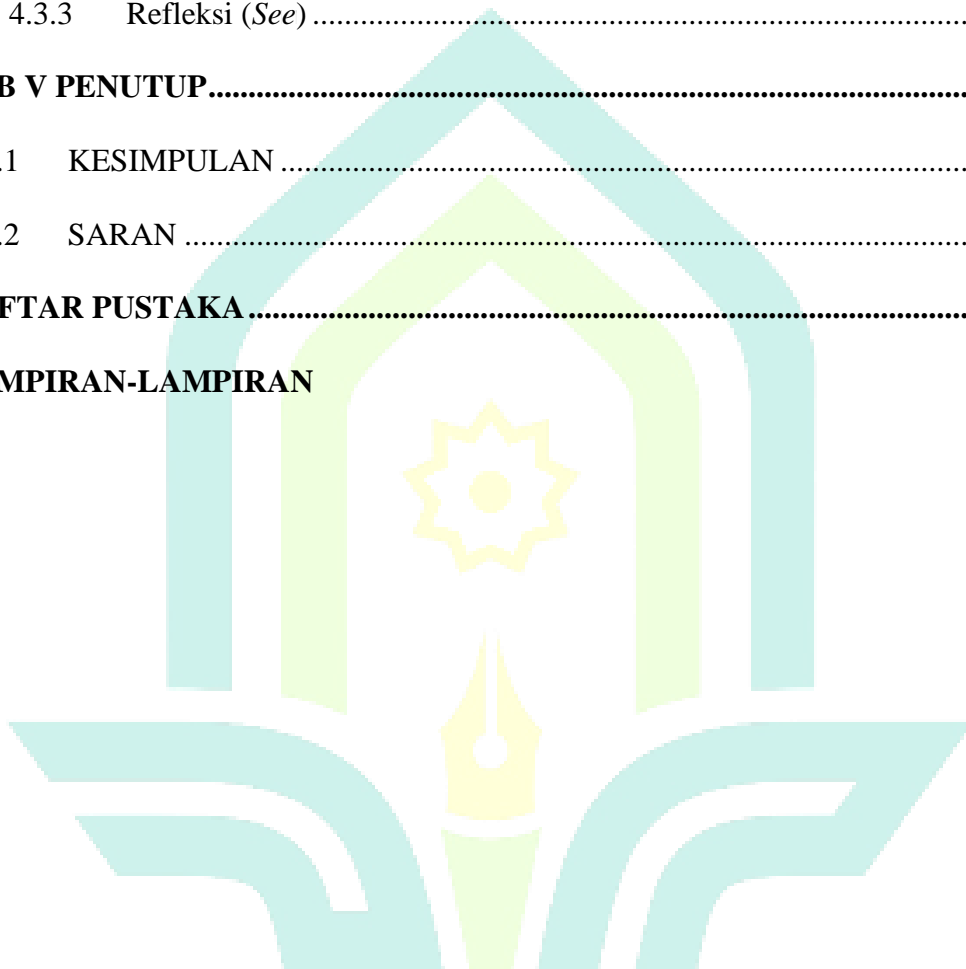 4.3.3 Refleksi (See) ........................................................................................
B V PENUTUP............................................................................................
.1 KESIMPULAN ........................................................................................
.2 SARAN ....................................................................................................
FTAR PUSTAKA ........................................................................................
MPIRAN-LAMPIRAN